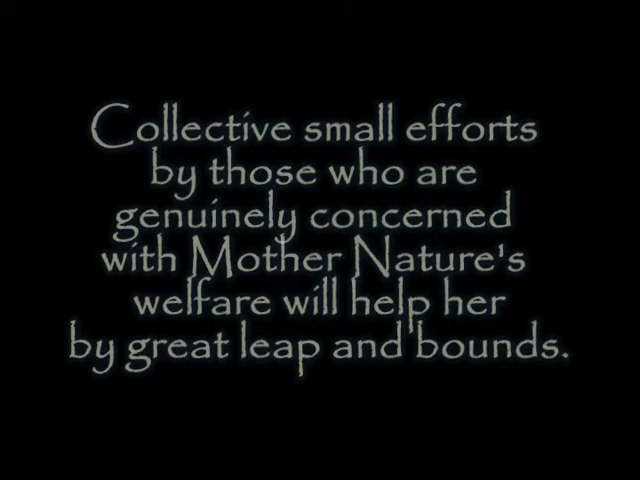 Collective small efforts
by those who are
genuinely concerned
with Mother Nature's
welfare will help her
by great leap and bounds.